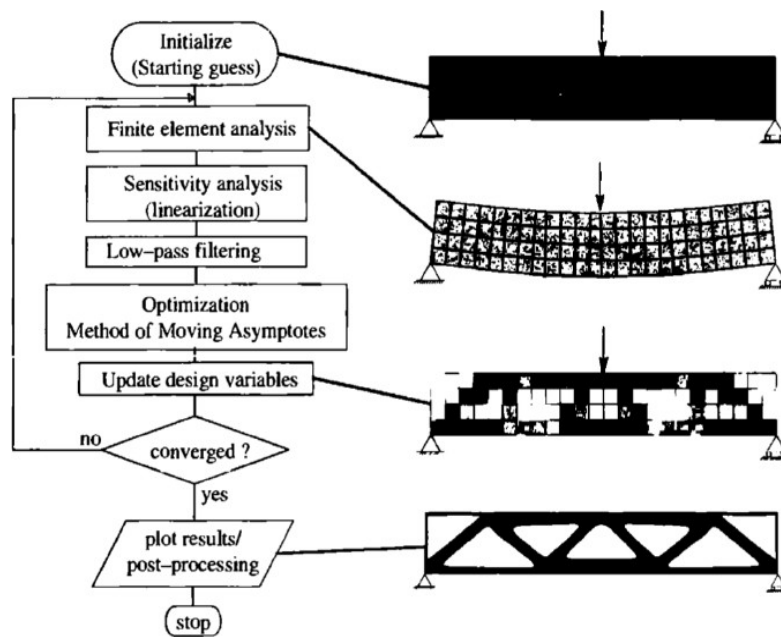 Initialize
(Starting guess)
Finite element analysis
Sensitivity analysis
(linearization)
Low–pass filtering
Optimization
Method of Moving Asymptotes
Update design variables
no
converged ?
yes
plot results/
post–processing
stop